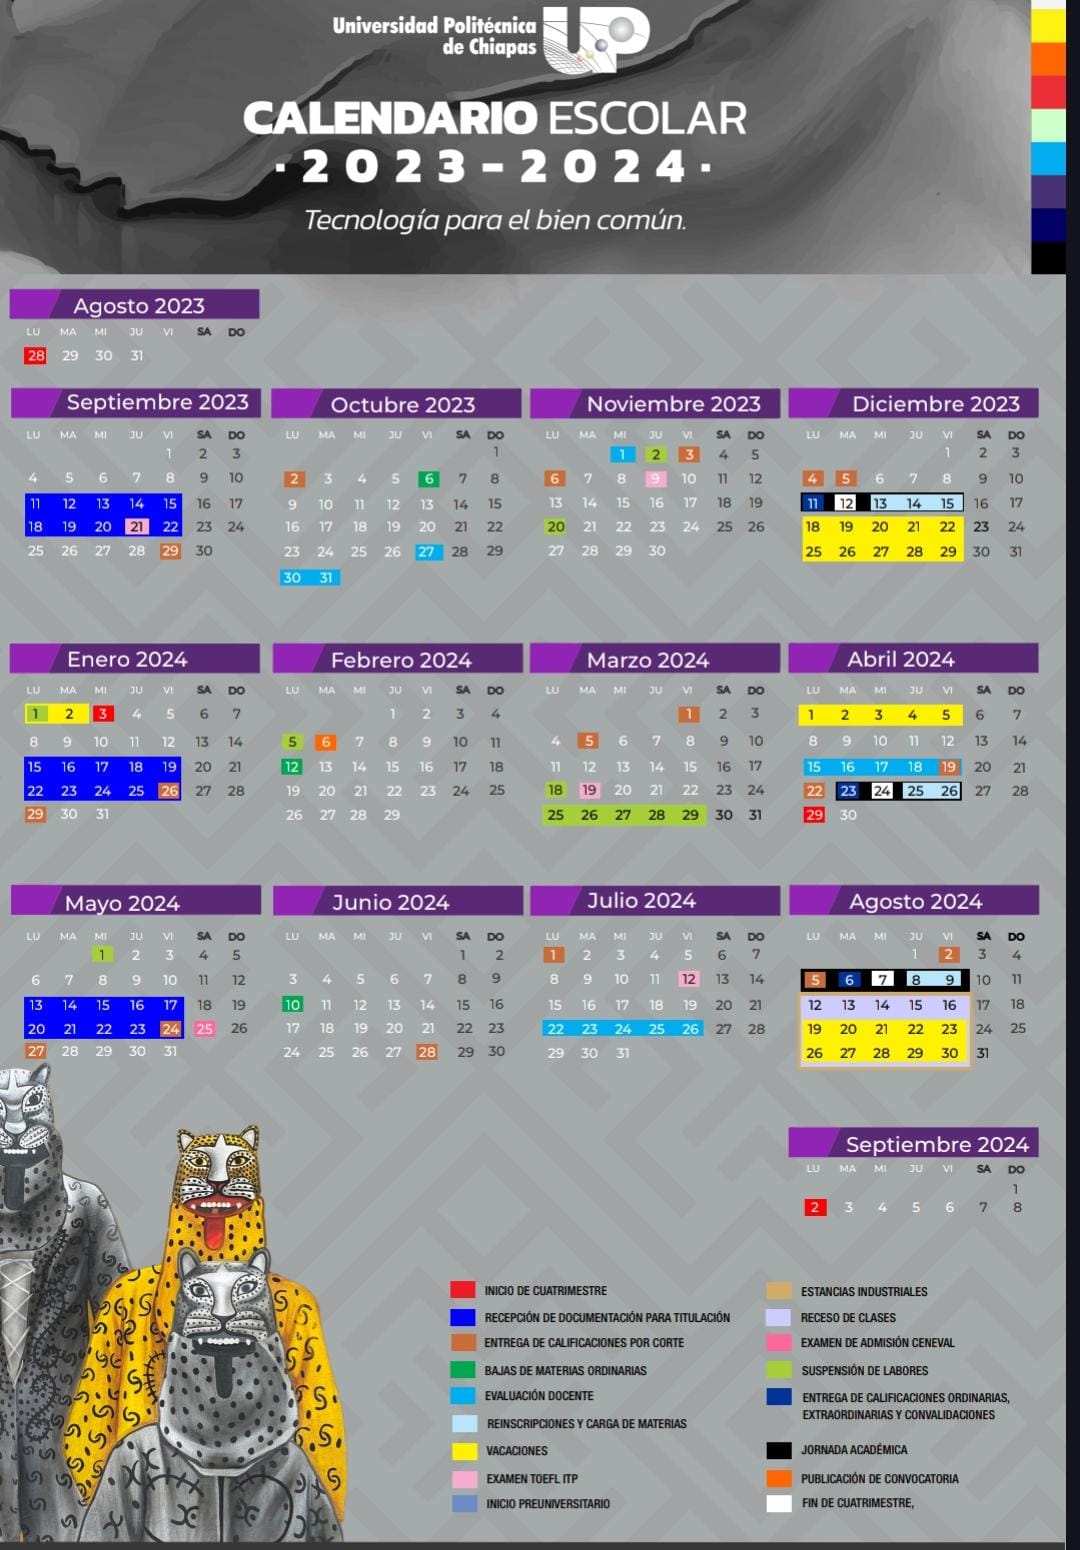 Universidad Politécnica
de Chiapas
UP
CALENDARIO ESCOLAR
·2023-2024·
Tecnología para el bien común.
Agosto 2023
LU MA MI JU VI SA DO
28 29 30 31
Septiembre 2023
LU MA MI JU VI SA DO
1 2 3
4 5 6 7 8 9 10
11 12 13 14 15 16 17
18 19 20 21 22 23 24
25 26 27 28 29 30
Octubre 2023
LU MA MI JU VI SA DO
1
2 3 4 5 6 7 8
9 10 11 12 13 14 15
16 17 18 19 20 21 22
23 24 25 26 27 28 29
30 31
Noviembre 2023
LU MA MI JU VI SA DO
1 2 3 4 5
6 7 8 9 10 11 12
13 14 15 16 17 18 19
20 21 22 23 24 25 26
27 28 29 30
Diciembre 2023
LU MA MI JU VI SA DO
1 2 3
4 5 6 7 8 9 10
11 12 13 14 15 16 17
18 19 20 21 22 23 24
25 26 27 28 29 30 31
Enero 2024
LU MA MI JU VI SA DO
1 2 3 4 5 6 7
8 9 10 11 12 13 14
15 16 17 18 19 20 21
22 23 24 25 26 27 28
29 30 31
Febrero 2024
LU MA MI JU VI SA DO
1 2 3 4
5 6 7 8 9 10 11
12 13 14 15 16 17 18
19 20 21 22 23 24 25
26 27 28 29
Marzo 2024
LU MA MI JU VI SA DO
1 2 3
4 5 6 7 8 9 10
11 12 13 14 15 16 17
18 19 20 21 22 23 24
25 26 27 28 29 30 31
Abril 2024
LU MA MI JU VI SA DO
1 2 3 4 5 6 7
8 9 10 11 12 13 14
15 16 17 18 19 20 21
22 23 24 25 26 27 28
29 30
Mayo 2024
LU MA MI JU VI SA DO
1 2 3 4 5
6 7 8 9 10 11 12
13 14 15 16 17 18 19
20 21 22 23 24 25 26
27 28 29 30 31
Junio 2024
LU MA MI JU VI SA DO
1 2
3 4 5 6 7 8 9
10 11 12 13 14 15 16
17 18 19 20 21 22 23
24 25 26 27 28 29 30
Julio 2024
LU MA MI JU VI SA DO
1 2 3 4 5 6 7
8 9 10 11 12 13 14
15 16 17 18 19 20 21
22 23 24 25 26 27 28
29 30 31
Agosto 2024
LU MA MI JU VI SA DO
1 2 3 4
5 6 7 8 9 10 11
12 13 14 15 16 17 18
19 20 21 22 23 24 25
26 27 28 29 30 31
Septiembre 2024
LU MA MI JU VI SA DO
1
2 3 4 5 6 7 8
INICIO DE CUATRIMESTRE
RECEPCIÓN DE DOCUMENTACIÓN PARA TITULACIÓN
ENTREGA DE CALIFICACIONES POR CORTE
BAJAS DE MATERIAS ORDINARIAS
EVALUACIÓN DOCENTE
REINSCRIPCIONES Y CARGA DE MATERIAS
VACACIONES
EXAMEN TOEFL ITP
INICIO PREUNIVERSITARIO
ESTANCIAS INDUSTRIALES
RECESO DE CLASES
EXAMEN DE ADMISIÓN CENEVAL
SUSPENSIÓN DE LABORES
ENTREGA DE CALIFICACIONES ORDINARIAS,
EXTRAORDINARIAS Y CONVALIDACIONES
JORNADA ACADÉMICA
PUBLICACIÓN DE CONVOCATORIA
FIN DE CUATRIMESTRE,